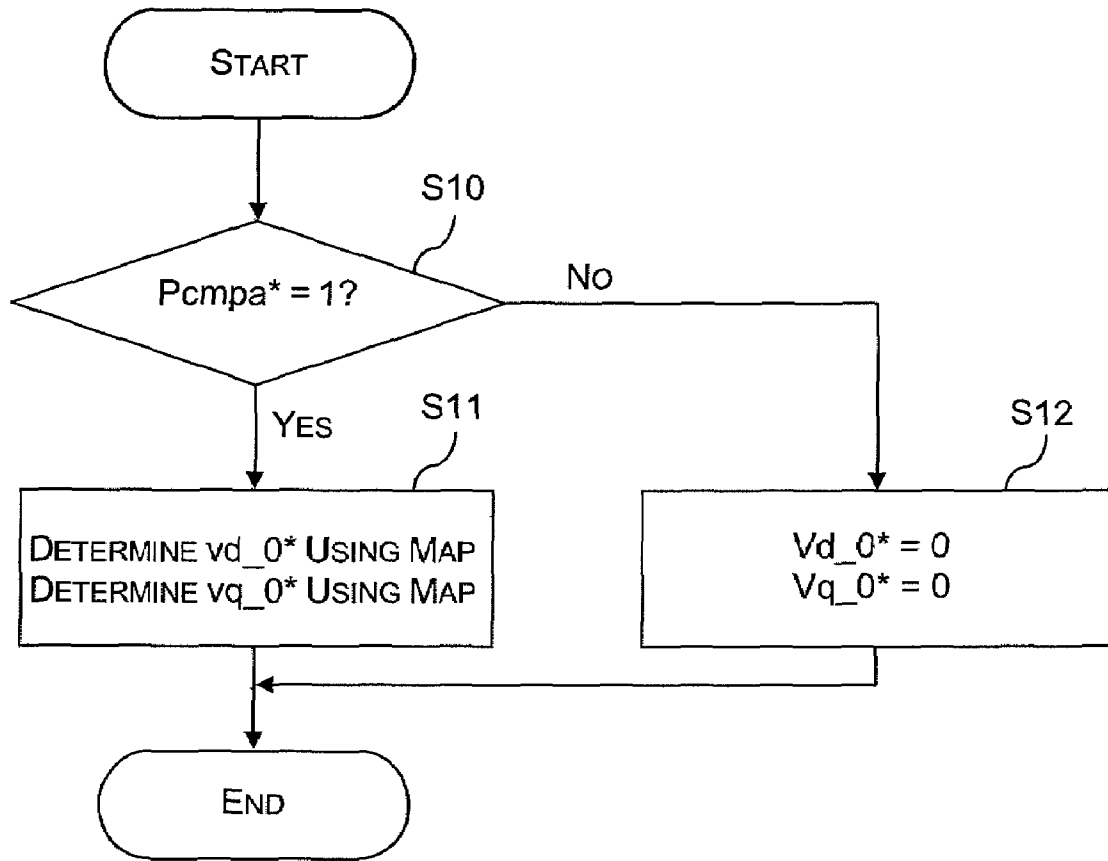 START
S10
Pcmpa* = 1?
NO
YES
S11
S12
DETERMINE vd_0* USING MAP
DETERMINE vq_0* USING MAP
Vd_0* = 0
Vq_0* = 0
END